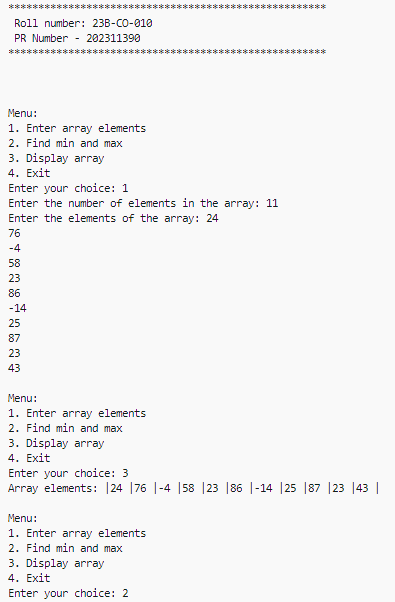 *****************************************************
Roll number: 23B-CO-010
PR Number - 202311390
*****************************************************
Menu:
1. Enter array elements
2. Find min and max
3. Display array
4. Exit
Enter your choice: 1
Enter the number of elements in the array: 11
Enter the elements of the array: 24
76
-4
58
23
86
-14
25
87
23
43
Menu:
1. Enter array elements
2. Find min and max
3. Display array
4. Exit
Enter your choice: 3
Array elements: |24 |76 |-4 |58 |23 |86 |-14 |25 |87 |23 |43 |
Menu:
1. Enter array elements
2. Find min and max
3. Display array
4. Exit
Enter your choice: 2